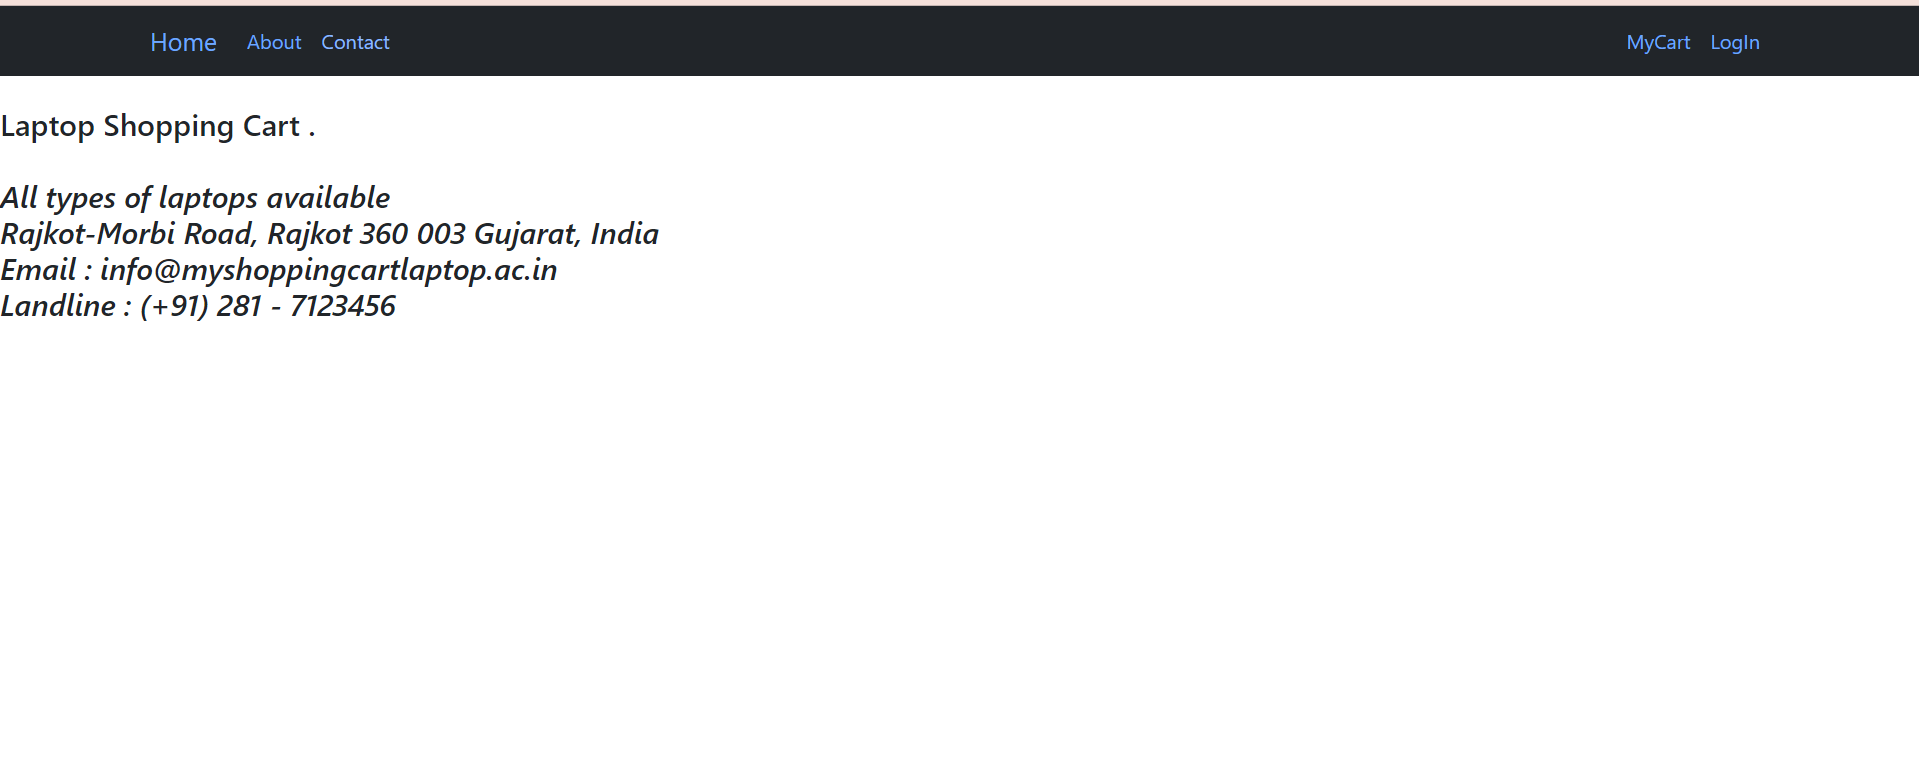 Home About Contact MyCart LogIn
Laptop Shopping Cart .
All types of laptops available
Rajkot-Morbi Road, Rajkot 360 003 Gujarat, India
Email : info@myshoppingcartlaptop.ac.in
Landline : (+91) 281 - 7123456